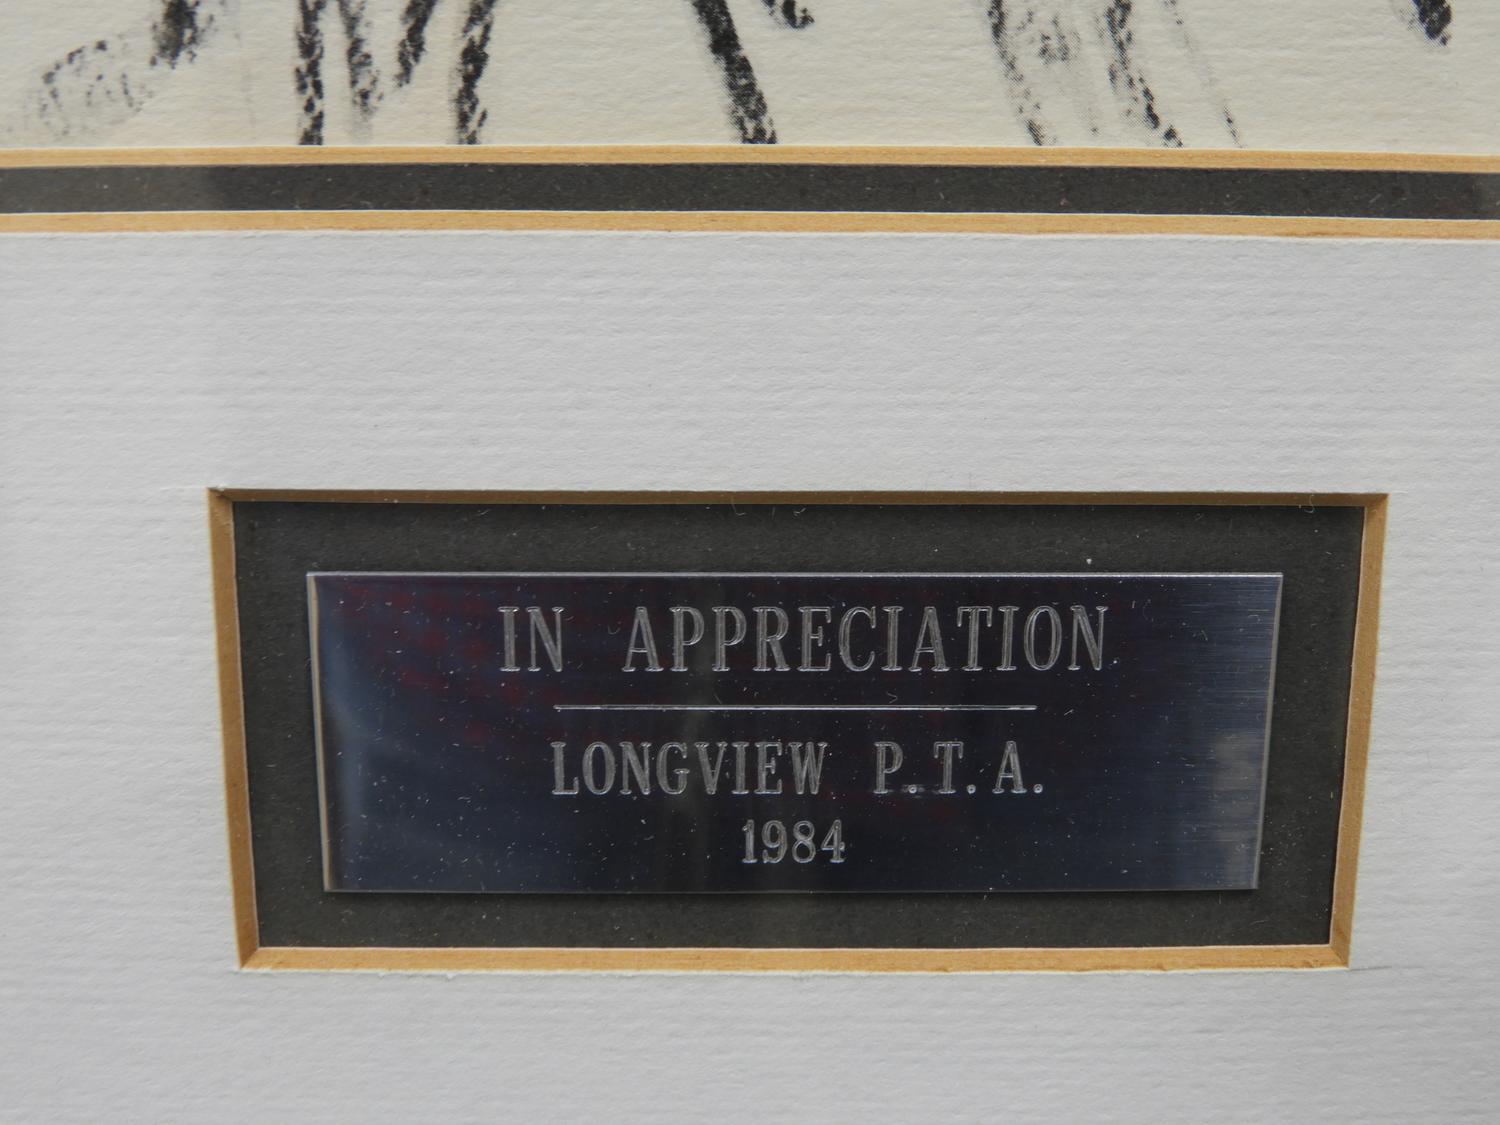 IN APPRECIATION
LONGVIEW P.T.A.
1984